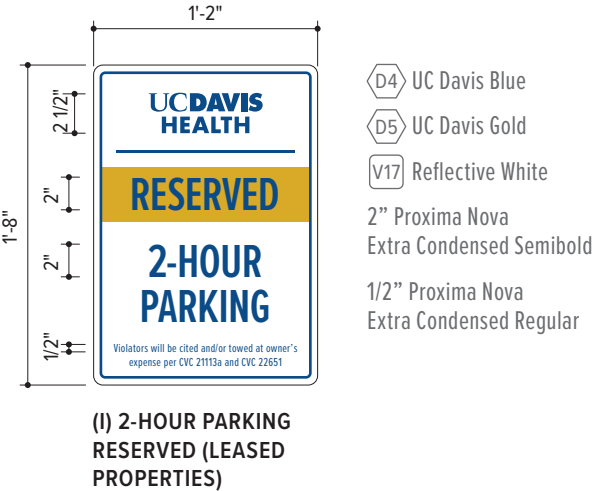 1'-2"
1'-8"
2 1/2"
2"
2"
1/2"
UCDAVIS
HEALTH
RESERVED
2-HOUR
PARKING
Violators will be cited and/or towed at owner's
expense per CVC 21113a and CVC 22651
(I) 2-HOUR PARKING
RESERVED (LEASED
PROPERTIES)
D4 UC Davis Blue
D5 UC Davis Gold
V17 Reflective White
2” Proxima Nova
Extra Condensed Semibold
1/2” Proxima Nova
Extra Condensed Regular